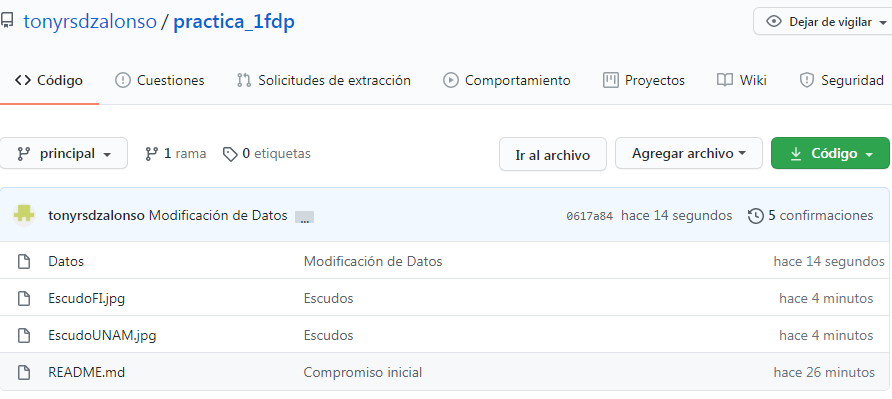 tonyrsdzalonso / practica_1fdp Dejar de vigilar
Código Cuestiones Solicitudes de extracción Comportamiento Proyectos Wiki Seguridad
principal 1 rama 0 etiquetas Ir al archivo Agregar archivo Código
tonyrsdzalonso Modificación de Datos ... 0617a84 hace 14 segundos 5 confirmaciones
Datos Modificación de Datos hace 14 segundos
EscudoFI.jpg Escudos hace 4 minutos
EscudoUNAM.jpg Escudos hace 4 minutos
README.md Compromiso inicial hace 26 minutos